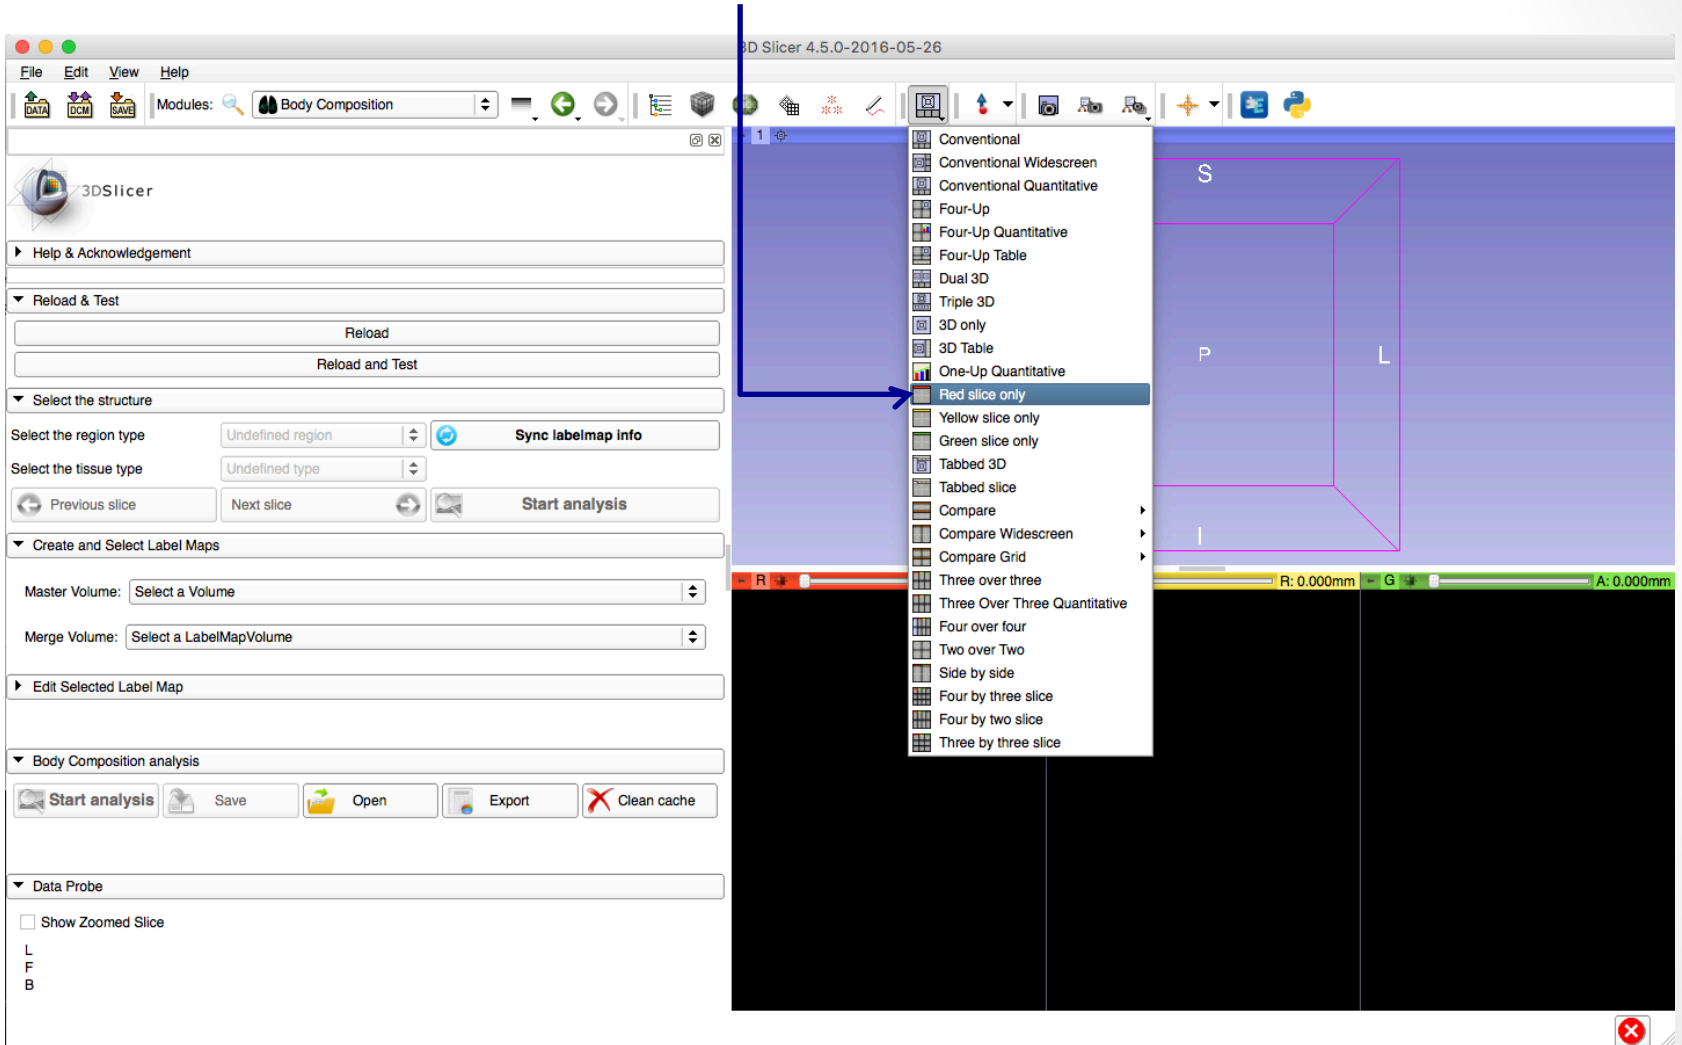 3D Slicer 4.5.0-2016-05-26
File Edit View Help
DATA DCM SAVE Modules: Body Composition
1
3DSlicer
Help & Acknowledgement
Reload & Test
Reload
Reload and Test
Select the structure
Select the region type Undefined region Sync labelmap info
Select the tissue type Undefined type
Previous slice Next slice Start analysis
Create and Select Label Maps
Master Volume: Select a Volume
Merge Volume: Select a LabelMapVolume
Edit Selected Label Map
Body Composition analysis
Start analysis Save Open Export Clean cache
Data Probe
Show Zoomed Slice
L
F
B
Conventional
Conventional Widescreen
Conventional Quantitative
Four-Up
Four-Up Quantitative
Four-Up Table
Dual 3D
Triple 3D
3D only
3D Table
One-Up Quantitative
Red slice only
Yellow slice only
Green slice only
Tabbed 3D
Tabbed slice
Compare
Compare Widescreen
Compare Grid
Three over three
Three Over Three Quantitative
Four over four
Two over Two
Side by side
Four by three slice
Four by two slice
Three by three slice
S
P L
I
R R: 0.000mm G A: 0.000mm